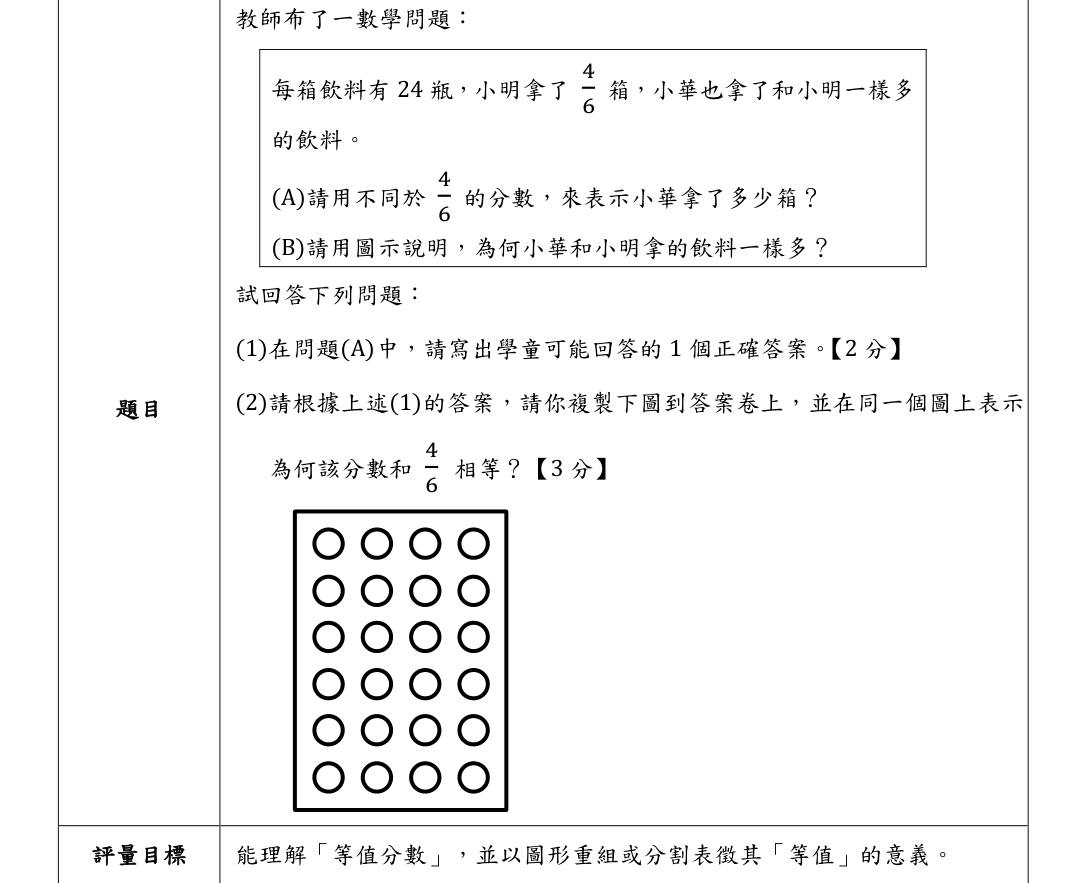 教師布了一數學問題：
每箱飲料有 24 瓶，小明拿了 4/6 箱，小華也拿了和小明一樣多
的飲料。
(A)請用不同於 4/6 的分數，來表示小華拿了多少箱？
(B)請用圖示說明，為何小華和小明拿的飲料一樣多？
試回答下列問題：
(1)在問題(A)中，請寫出學童可能回答的 1 個正確答案。【2 分】
題目
(2)請根據上述(1)的答案，請你複製下圖到答案卷上，並在同一個圖上表示
為何該分數和 4/6 相等？【3 分】
評量目標
能理解「等值分數」，並以圖形重組或分割表徵其「等值」的意義。